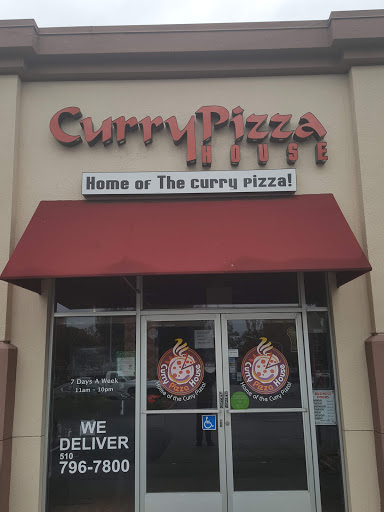 CurryPizza
HOUSE
Home of The curry pizza!
7 Days A Week
11am - 10pm
WE
DELIVER
510
796-7800
Curry Pizza House
Home of the Curry Pizza!
Curry Pizza House
Home of the Curry Pizza!